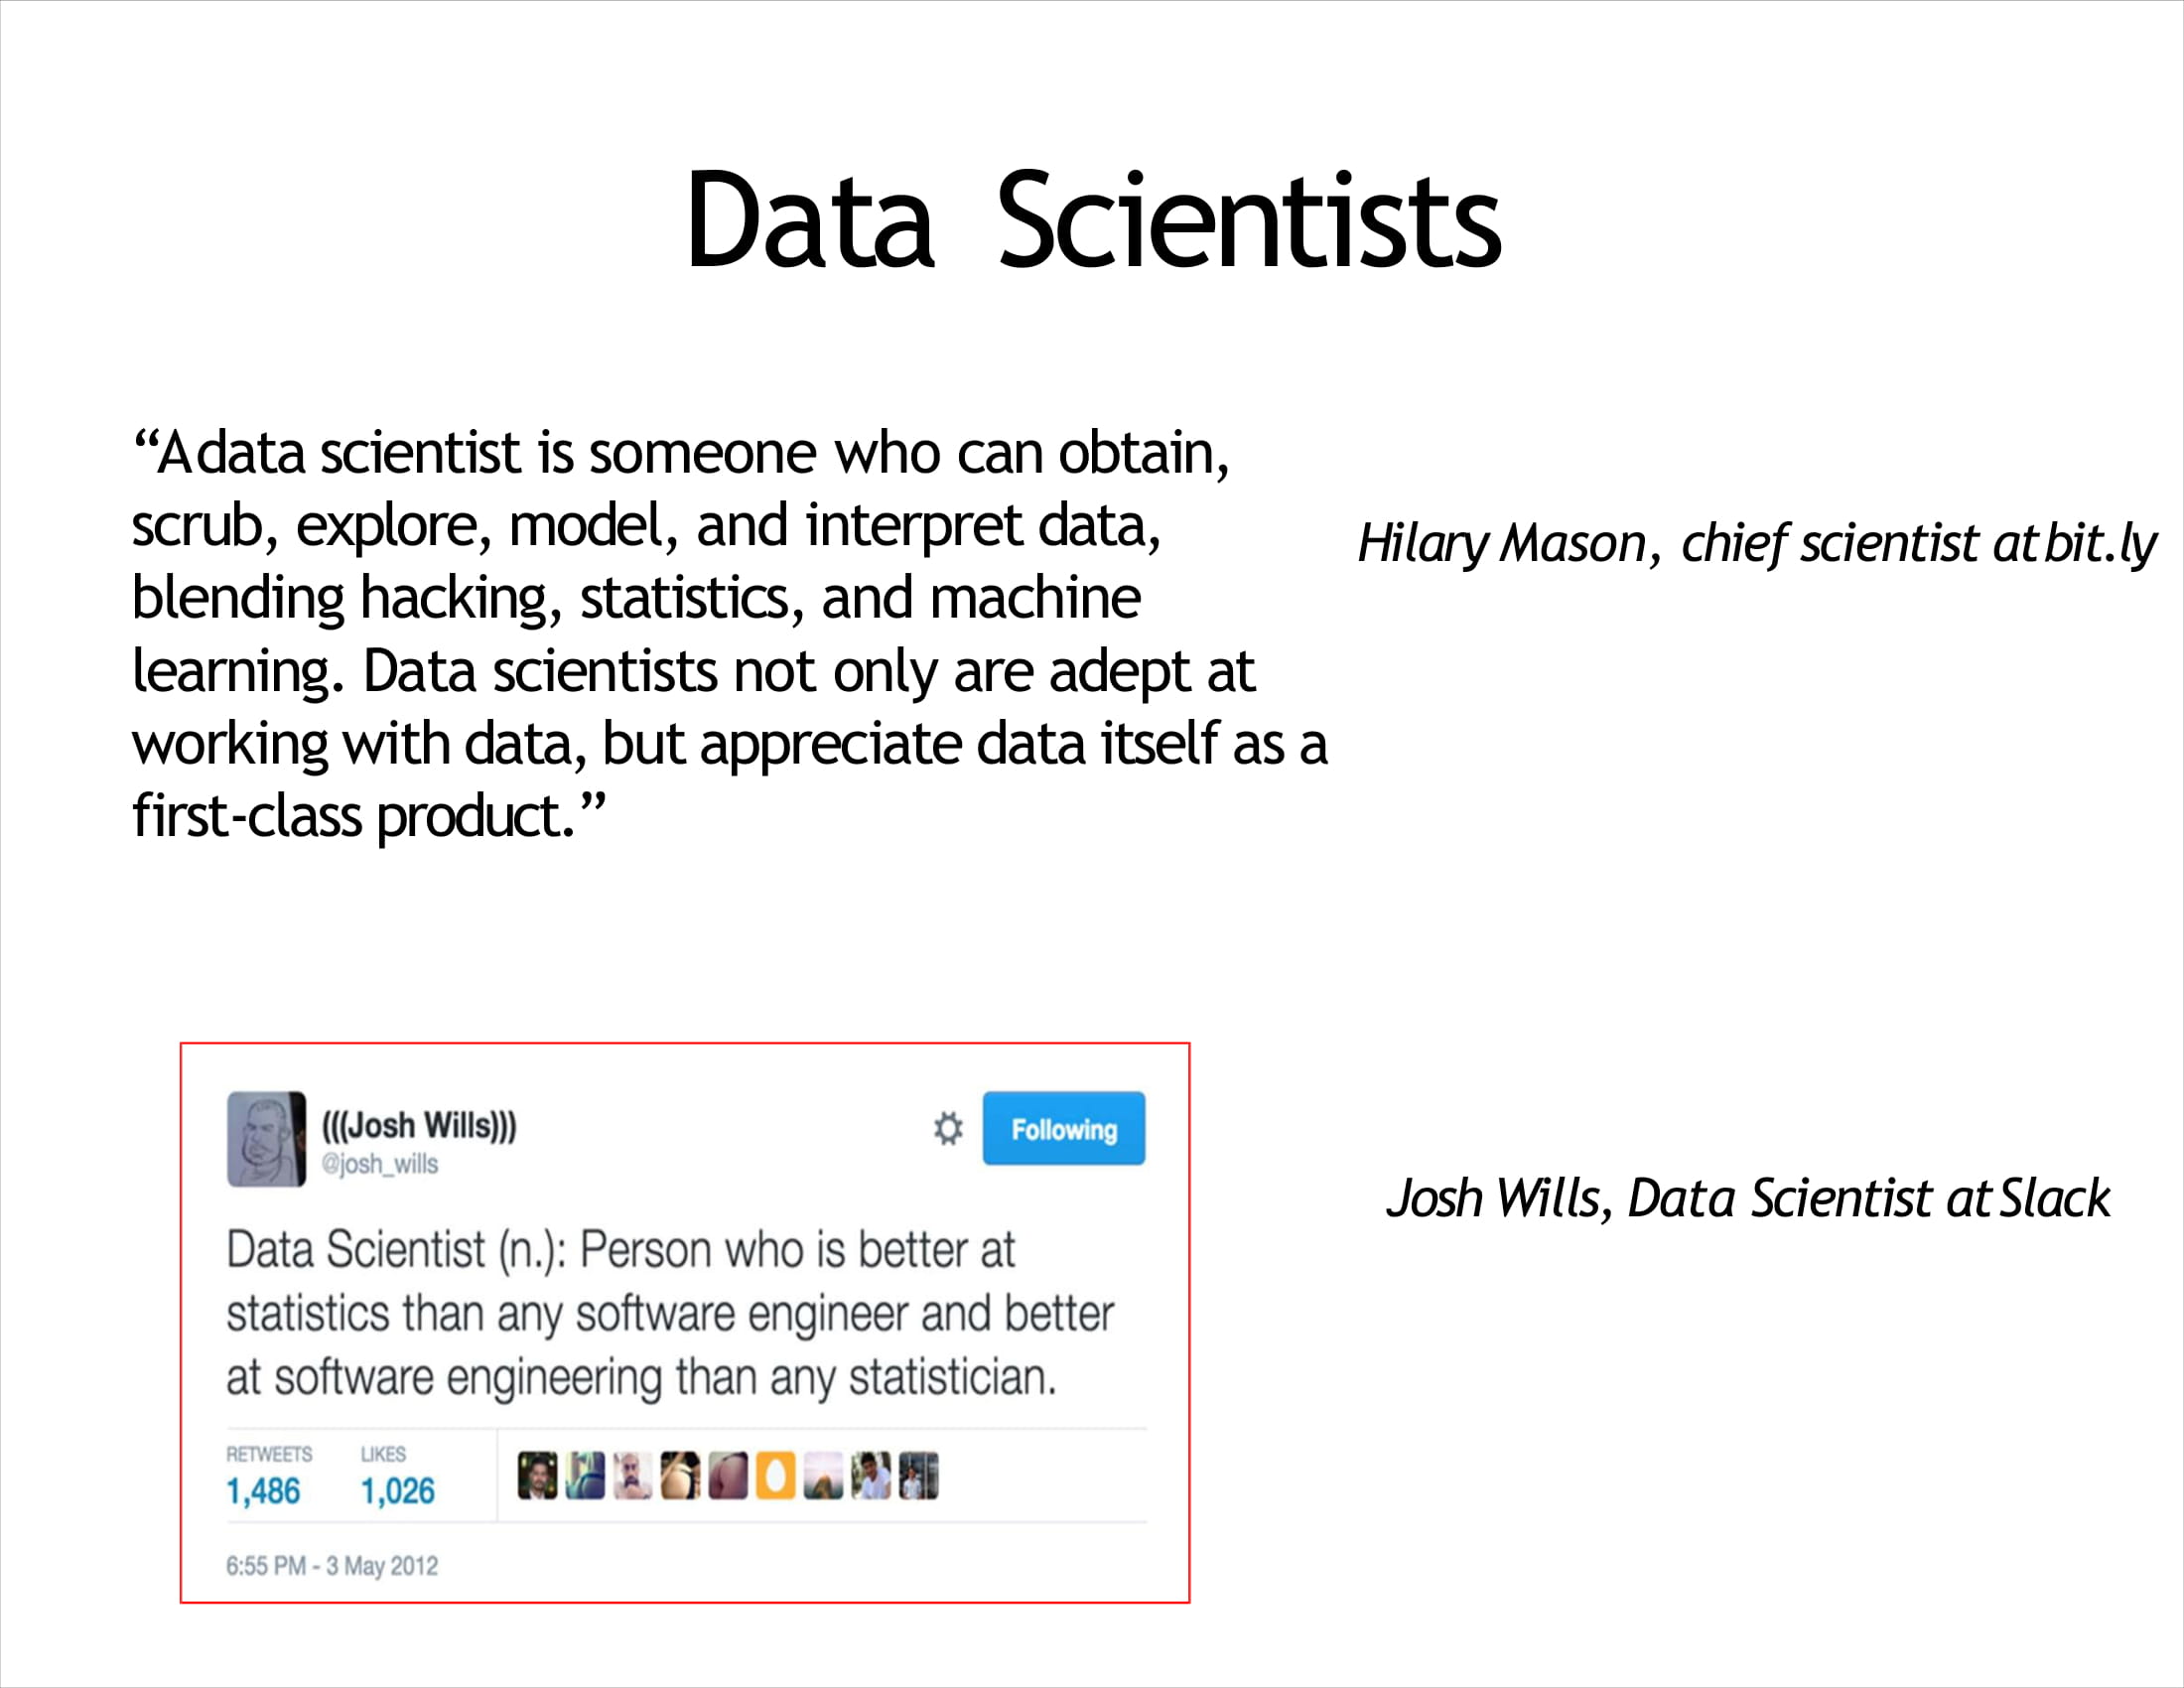 Data Scientists
“A data scientist is someone who can obtain,
scrub, explore, model, and interpret data,
blending hacking, statistics, and machine
learning. Data scientists not only are adept at
working with data, but appreciate data itself as a
first-class product.”
Hilary Mason, chief scientist at bit.ly
(((Josh Wills)))
@josh_wills
Following
Data Scientist (n.): Person who is better at
statistics than any software engineer and better
at software engineering than any statistician.
RETWEETS LIKES
1,486 1,026
6:55 PM - 3 May 2012
Josh Wills, Data Scientist at Slack